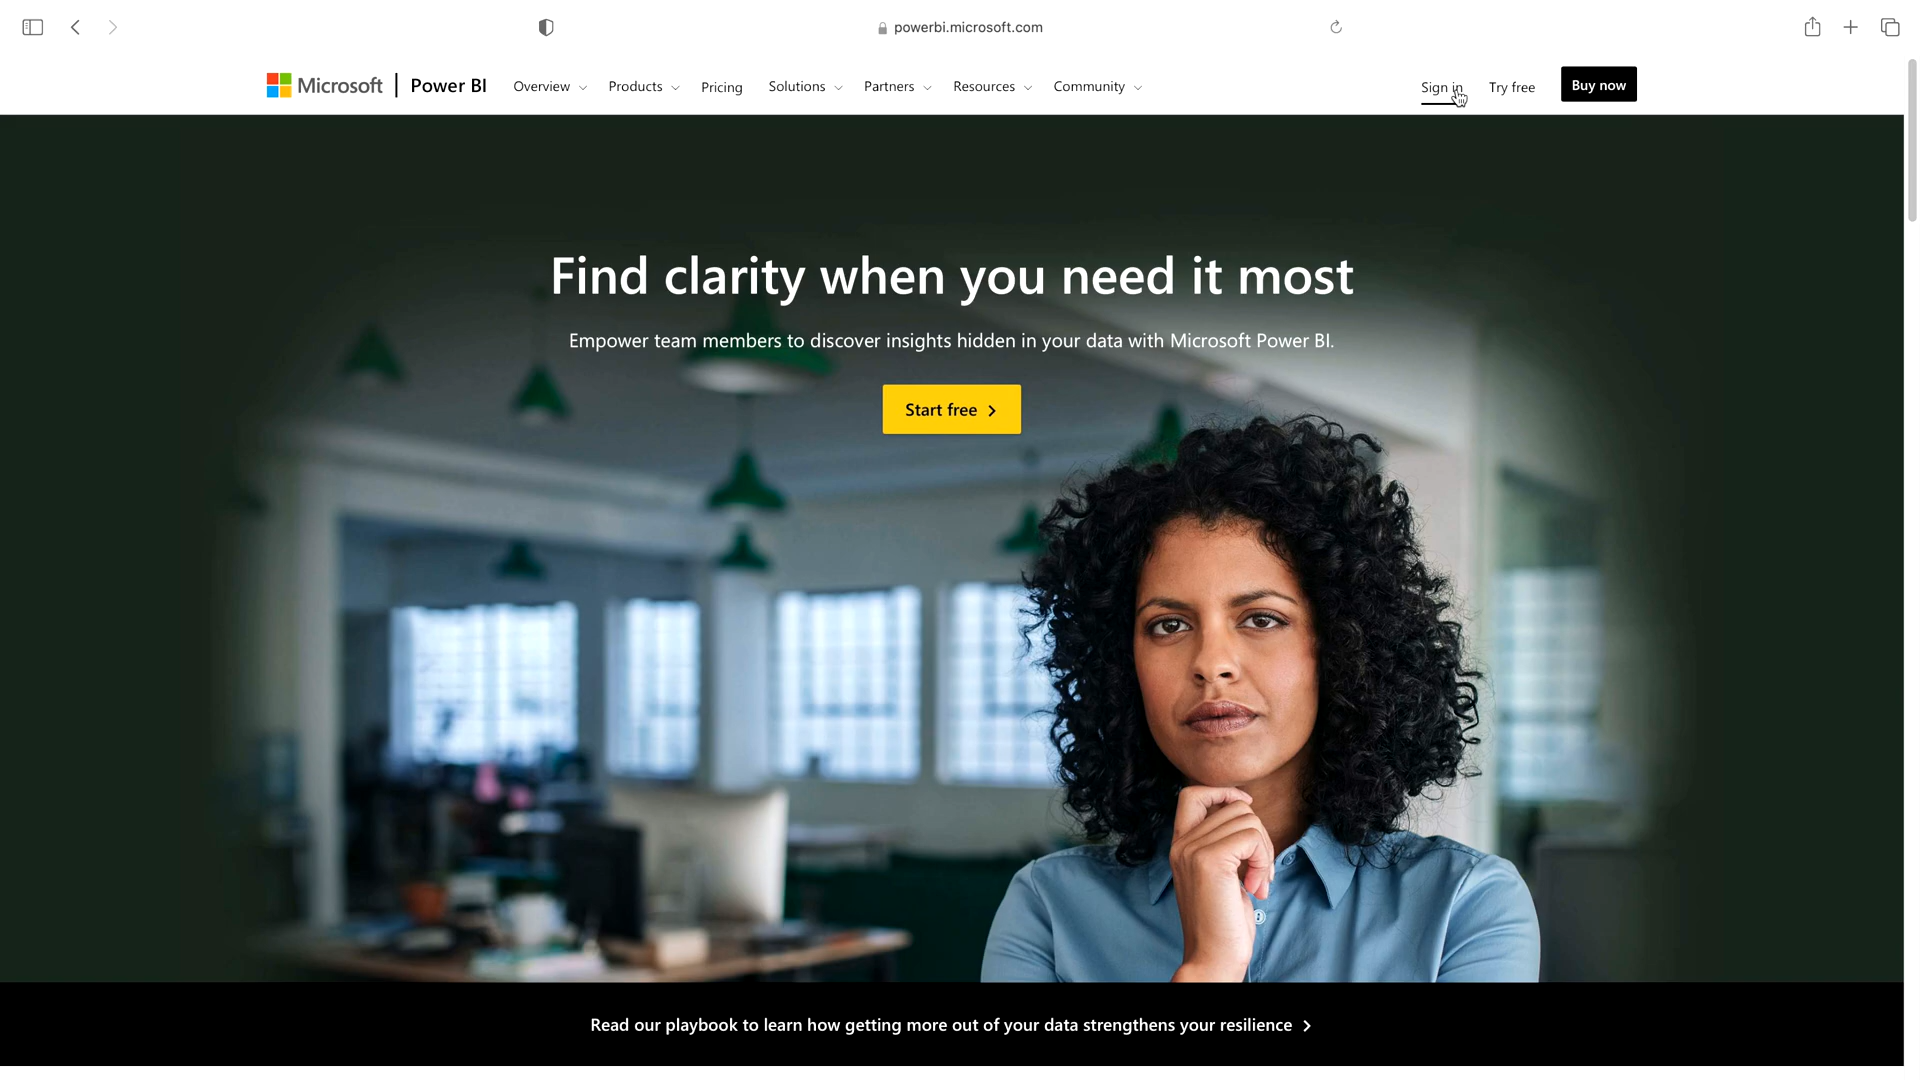 powerbi.microsoft.com
Microsoft | Power BI Overview Products Pricing Solutions Partners Resources Community Sign in Try free Buy now
Find clarity when you need it most
Empower team members to discover insights hidden in your data with Microsoft Power BI.
Start free
Read our playbook to learn how getting more out of your data strengthens your resilience